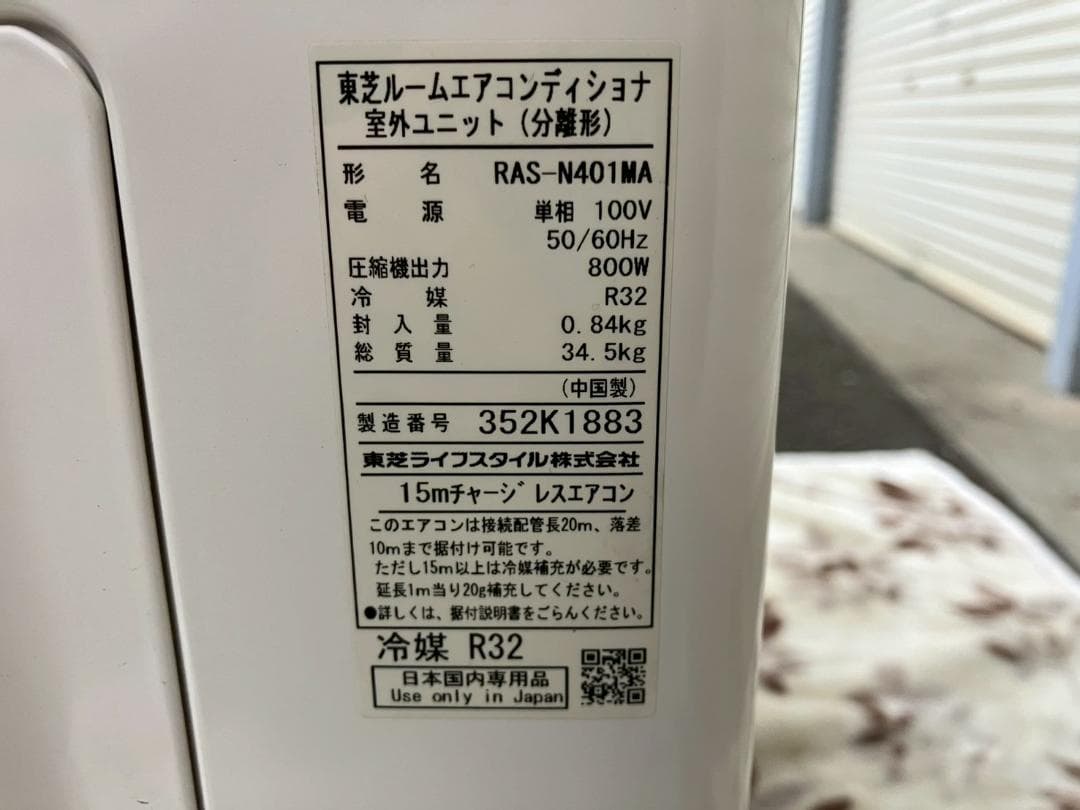 東芝ルームエアコンディショナ
室外ユニット（分離形）
形名 RAS-N401MA
電源 単相 100V
50/60Hz
圧縮機出力 800W
冷媒 R32
封入量 0.84kg
総質量 34.5kg
（中国製）
製造番号 352K1883
東芝ライフスタイル株式会社
15mチャージレスエアコン
このエアコンは接続配管長20m、落差
10mまで据付け可能です。
ただし15m以上は冷媒補充が必要です。
延長1m当り20g補充してください。
●詳しくは、据付説明書をごらんください。
冷媒 R32
日本国内専用品
Use only in Japan